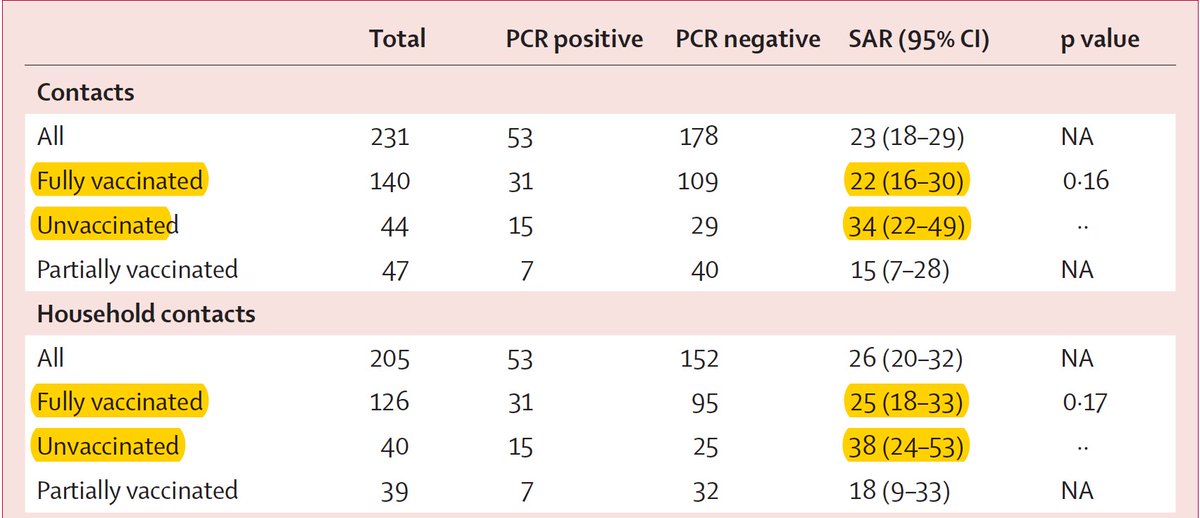 Total PCR positive PCR negative SAR (95% CI) p value
Contacts
All 231 53 178 23 (18–29) NA
Fully vaccinated 140 31 109 22 (16–30) 0·16
Unvaccinated 44 15 29 34 (22–49) ··
Partially vaccinated 47 7 40 15 (7–28) NA
Household contacts
All 205 53 152 26 (20–32) NA
Fully vaccinated 126 31 95 25 (18–33) 0·17
Unvaccinated 40 15 25 38 (24–53) ··
Partially vaccinated 39 7 32 18 (9–33) NA